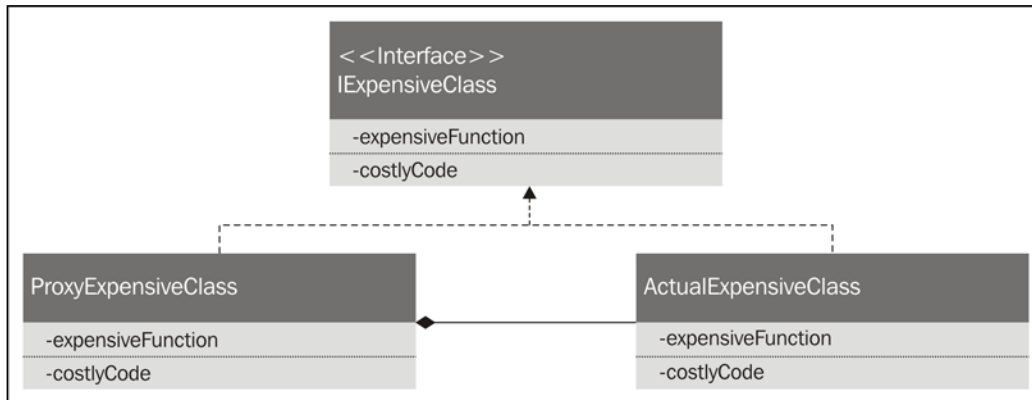 <<Interface>>
IExpensiveClass
-expensiveFunction
-costlyCode
ProxyExpensiveClass
-expensiveFunction
-costlyCode
ActualExpensiveClass
-expensiveFunction
-costlyCode